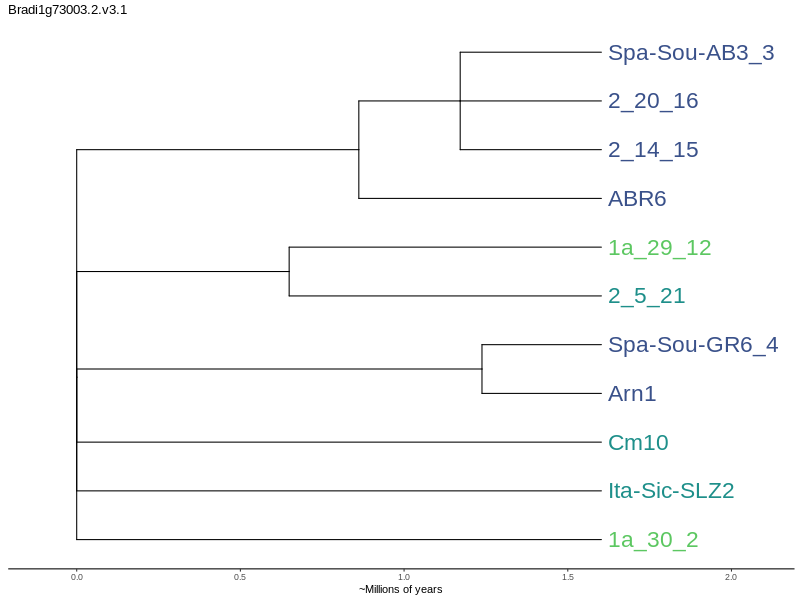 Bradi1g73003.2.v3.1
Spa-Sou-AB3_3
2_20_16
2_14_15
ABR6
1a_29_12
2_5_21
Spa-Sou-GR6_4
Arn1
Cm10
Ita-Sic-SLZ2
1a_30_2
0.0 0.5 1.0 1.5 2.0
~Millions of years